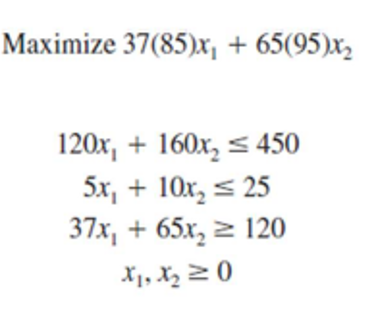 Maximize 37(85)x₁ + 65(95)x₂
120x₁ + 160x₂ ≤ 450
5x₁ + 10x₂ ≤ 25
37x₁ + 65x₂ ≥ 120
x₁, x₂ ≥ 0